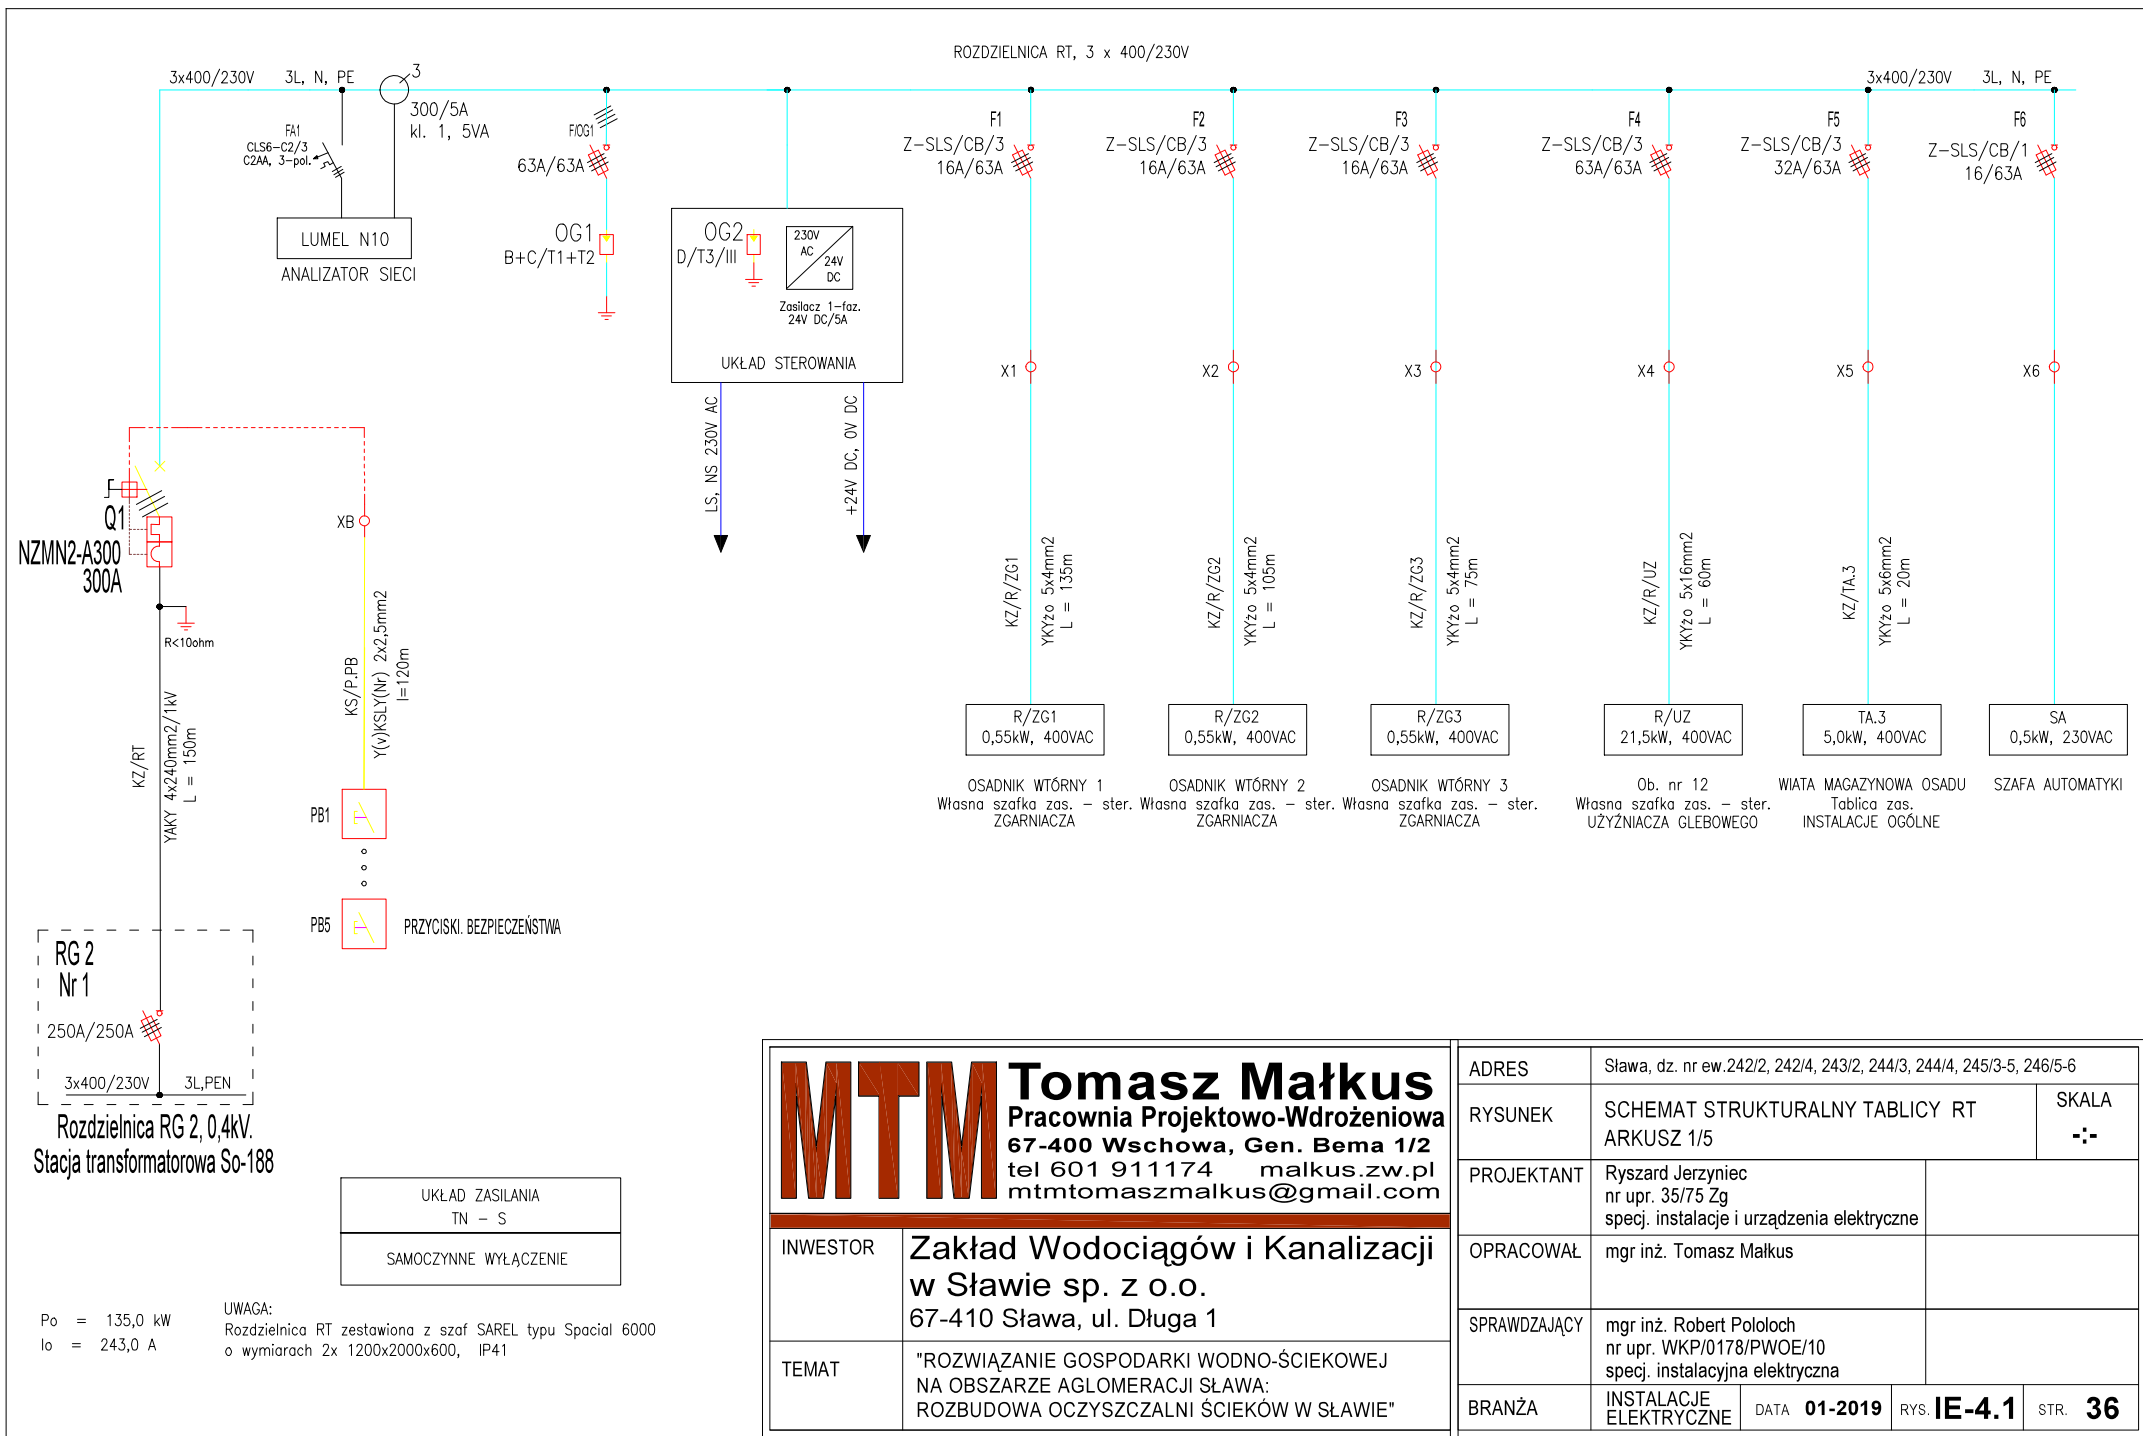 ROZDZIELNICA RT, 3 x 400/230V
3x400/230V
3L, N, PE
3
300/5A
kl. 1, 5VA
FA1
CLS6-C2/3
C2AA, 3-pol.
LUMEL N10
ANALIZATOR SIECI
F/OG1
63A/63A
OG1
B+C/T1+T2
OG2
D/T3/III
230V
AC
24V
DC
Zasilacz 1-faz.
24V DC/5A
UKŁAD STEROWANIA
LS, NS 230V AC
+24V DC, 0V DC
3x400/230V
3L, N, PE
F1
Z-SLS/CB/3
16A/63A
F2
Z-SLS/CB/3
16A/63A
F3
Z-SLS/CB/3
16A/63A
F4
Z-SLS/CB/3
63A/63A
F5
Z-SLS/CB/3
32A/63A
F6
Z-SLS/CB/1
16/63A
X1
X2
X3
X4
X5
X6
KZ/R/ZG1
YKYżo 5x4mm2
L = 135m
KZ/R/ZG2
YKYżo 5x4mm2
L = 105m
KZ/R/ZG3
YKYżo 5x4mm2
L = 75m
KZ/R/UZ
YKYżo 5x16mm2
L = 60m
KZ/TA.3
YKYżo 5x6mm2
L = 20m
R/ZG1
0,55kW, 400VAC
OSADNIK WTÓRNY 1
Własna szafka zas. - ster.
ZGARNIACZA
R/ZG2
0,55kW, 400VAC
OSADNIK WTÓRNY 2
Własna szafka zas. - ster.
ZGARNIACZA
R/ZG3
0,55kW, 400VAC
OSADNIK WTÓRNY 3
Własna szafka zas. - ster.
ZGARNIACZA
R/UZ
21,5kW, 400VAC
Ob. nr 12
Własna szafka zas. - ster.
UŻYŹNIACZA GLEBOWEGO
TA.3
5,0kW, 400VAC
WIATA MAGAZYNOWA OSADU
Tablica zas.
INSTALACJE OGÓLNE
SA
0,5kW, 230VAC
SZAFA AUTOMATYKI
Q1
NZMN2-A300
300A
R<10ohm
XB
KS/P.PB
Y(v)KSLY(Nr) 2x2,5mm2
l=120m
KZ/RT
YAKY 4x240mm2/1kV
L = 150m
PB1
PB5
PRZYCISKI. BEZPIECZEŃSTWA
RG 2
Nr 1
250A/250A
3x400/230V
3L,PEN
Rozdzielnica RG 2, 0,4kV.
Stacja transformatorowa So-188
UKŁAD ZASILANIA
TN - S
SAMOCZYNNE WYŁĄCZENIE
Po = 135,0 kW
Io = 243,0 A
UWAGA:
Rozdzielnica RT zestawiona z szaf SAREL typu Spacial 6000
o wymiarach 2x 1200x2000x600, IP41
MTM
Tomasz Małkus
Pracownia Projektowo-Wdrożeniowa
67-400 Wschowa, Gen. Bema 1/2
tel 601 911174 malkus.zw.pl
mtmtomaszmalkus@gmail.com
INWESTOR
Zakład Wodociągów i Kanalizacji
w Sławie sp. z o.o.
67-410 Sława, ul. Długa 1
TEMAT
"ROZWIĄZANIE GOSPODARKI WODNO-ŚCIEKOWEJ
NA OBSZARZE AGLOMERACJI SŁAWA:
ROZBUDOWA OCZYSZCZALNI ŚCIEKÓW W SŁAWIE"
ADRES
Sława, dz. nr ew.242/2, 242/4, 243/2, 244/3, 244/4, 245/3-5, 246/5-6
RYSUNEK
SCHEMAT STRUKTURALNY TABLICY RT
ARKUSZ 1/5
SKALA
-:-
PROJEKTANT
Ryszard Jerzyniec
nr upr. 35/75 Zg
specj. instalacje i urządzenia elektryczne
OPRACOWAŁ
mgr inż. Tomasz Małkus
SPRAWDZAJĄCY
mgr inż. Robert Pololoch
nr upr. WKP/0178/PWOE/10
specj. instalacyjna elektryczna
BRANŻA
INSTALACJE
ELEKTRYCZNE
DATA 01-2019
RYS. IE-4.1
STR. 36